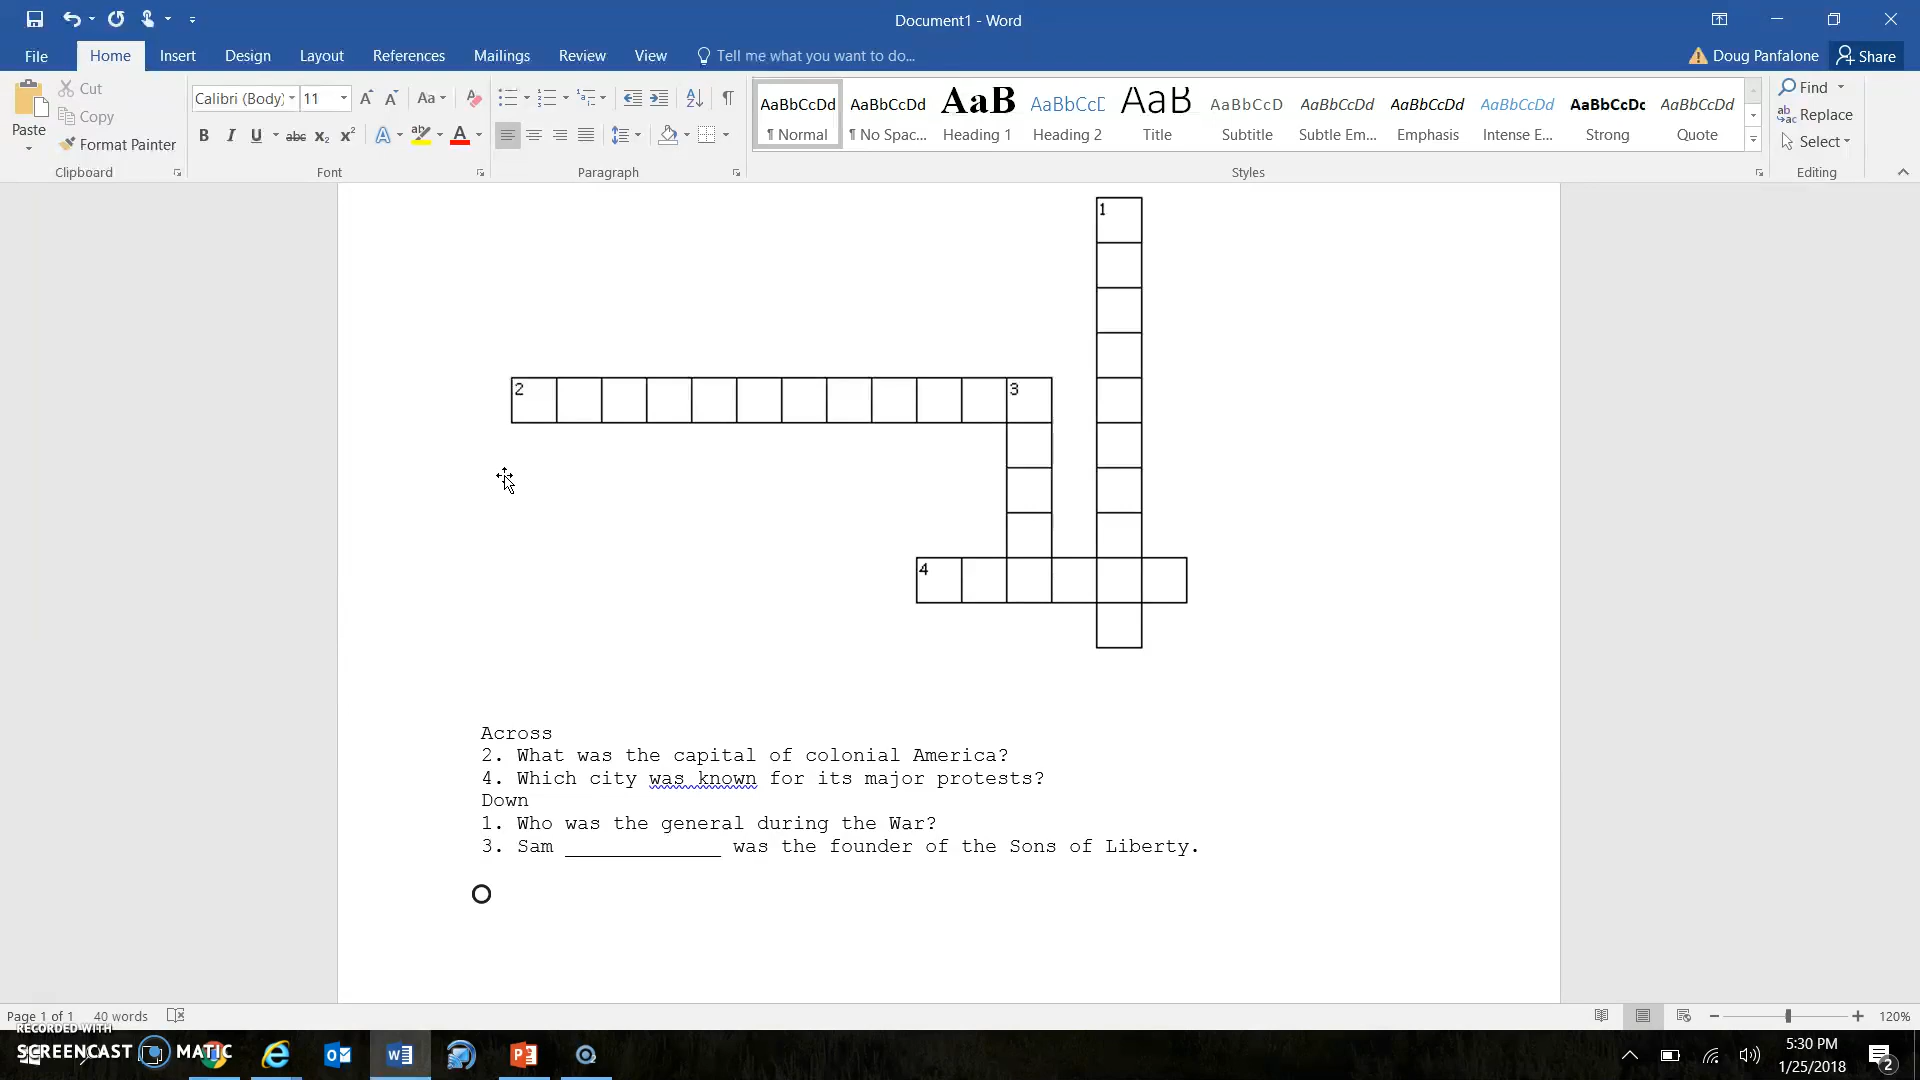 Document1 - Word
File Home Insert Design Layout References Mailings Review View Tell me what you want to do... Doug Panfalone Share
Paste
Cut
Copy
Format Painter
Clipboard
Calibri (Body) 11
Font
Paragraph
AaBbCcDd AaBbCcDd AaB AaBbCcD AaB AaBbCcD AaBbCcDd AaBbCcDd AaBbCcDd AaBbCcDc AaBbCcDd
¶ Normal ¶ No Spac... Heading 1 Heading 2 Title Subtitle Subtle Em... Emphasis Intense E... Strong Quote
Styles
Find
Replace
Select
Editing
1
2 3
4
Across
2. What was the capital of colonial America?
4. Which city was known for its major protests?
Down
1. Who was the general during the War?
3. Sam _____________ was the founder of the Sons of Liberty.
Page 1 of 1 40 words
120%
RECORDED WITH
SCREENCAST MATIC
5:30 PM
1/25/2018
2